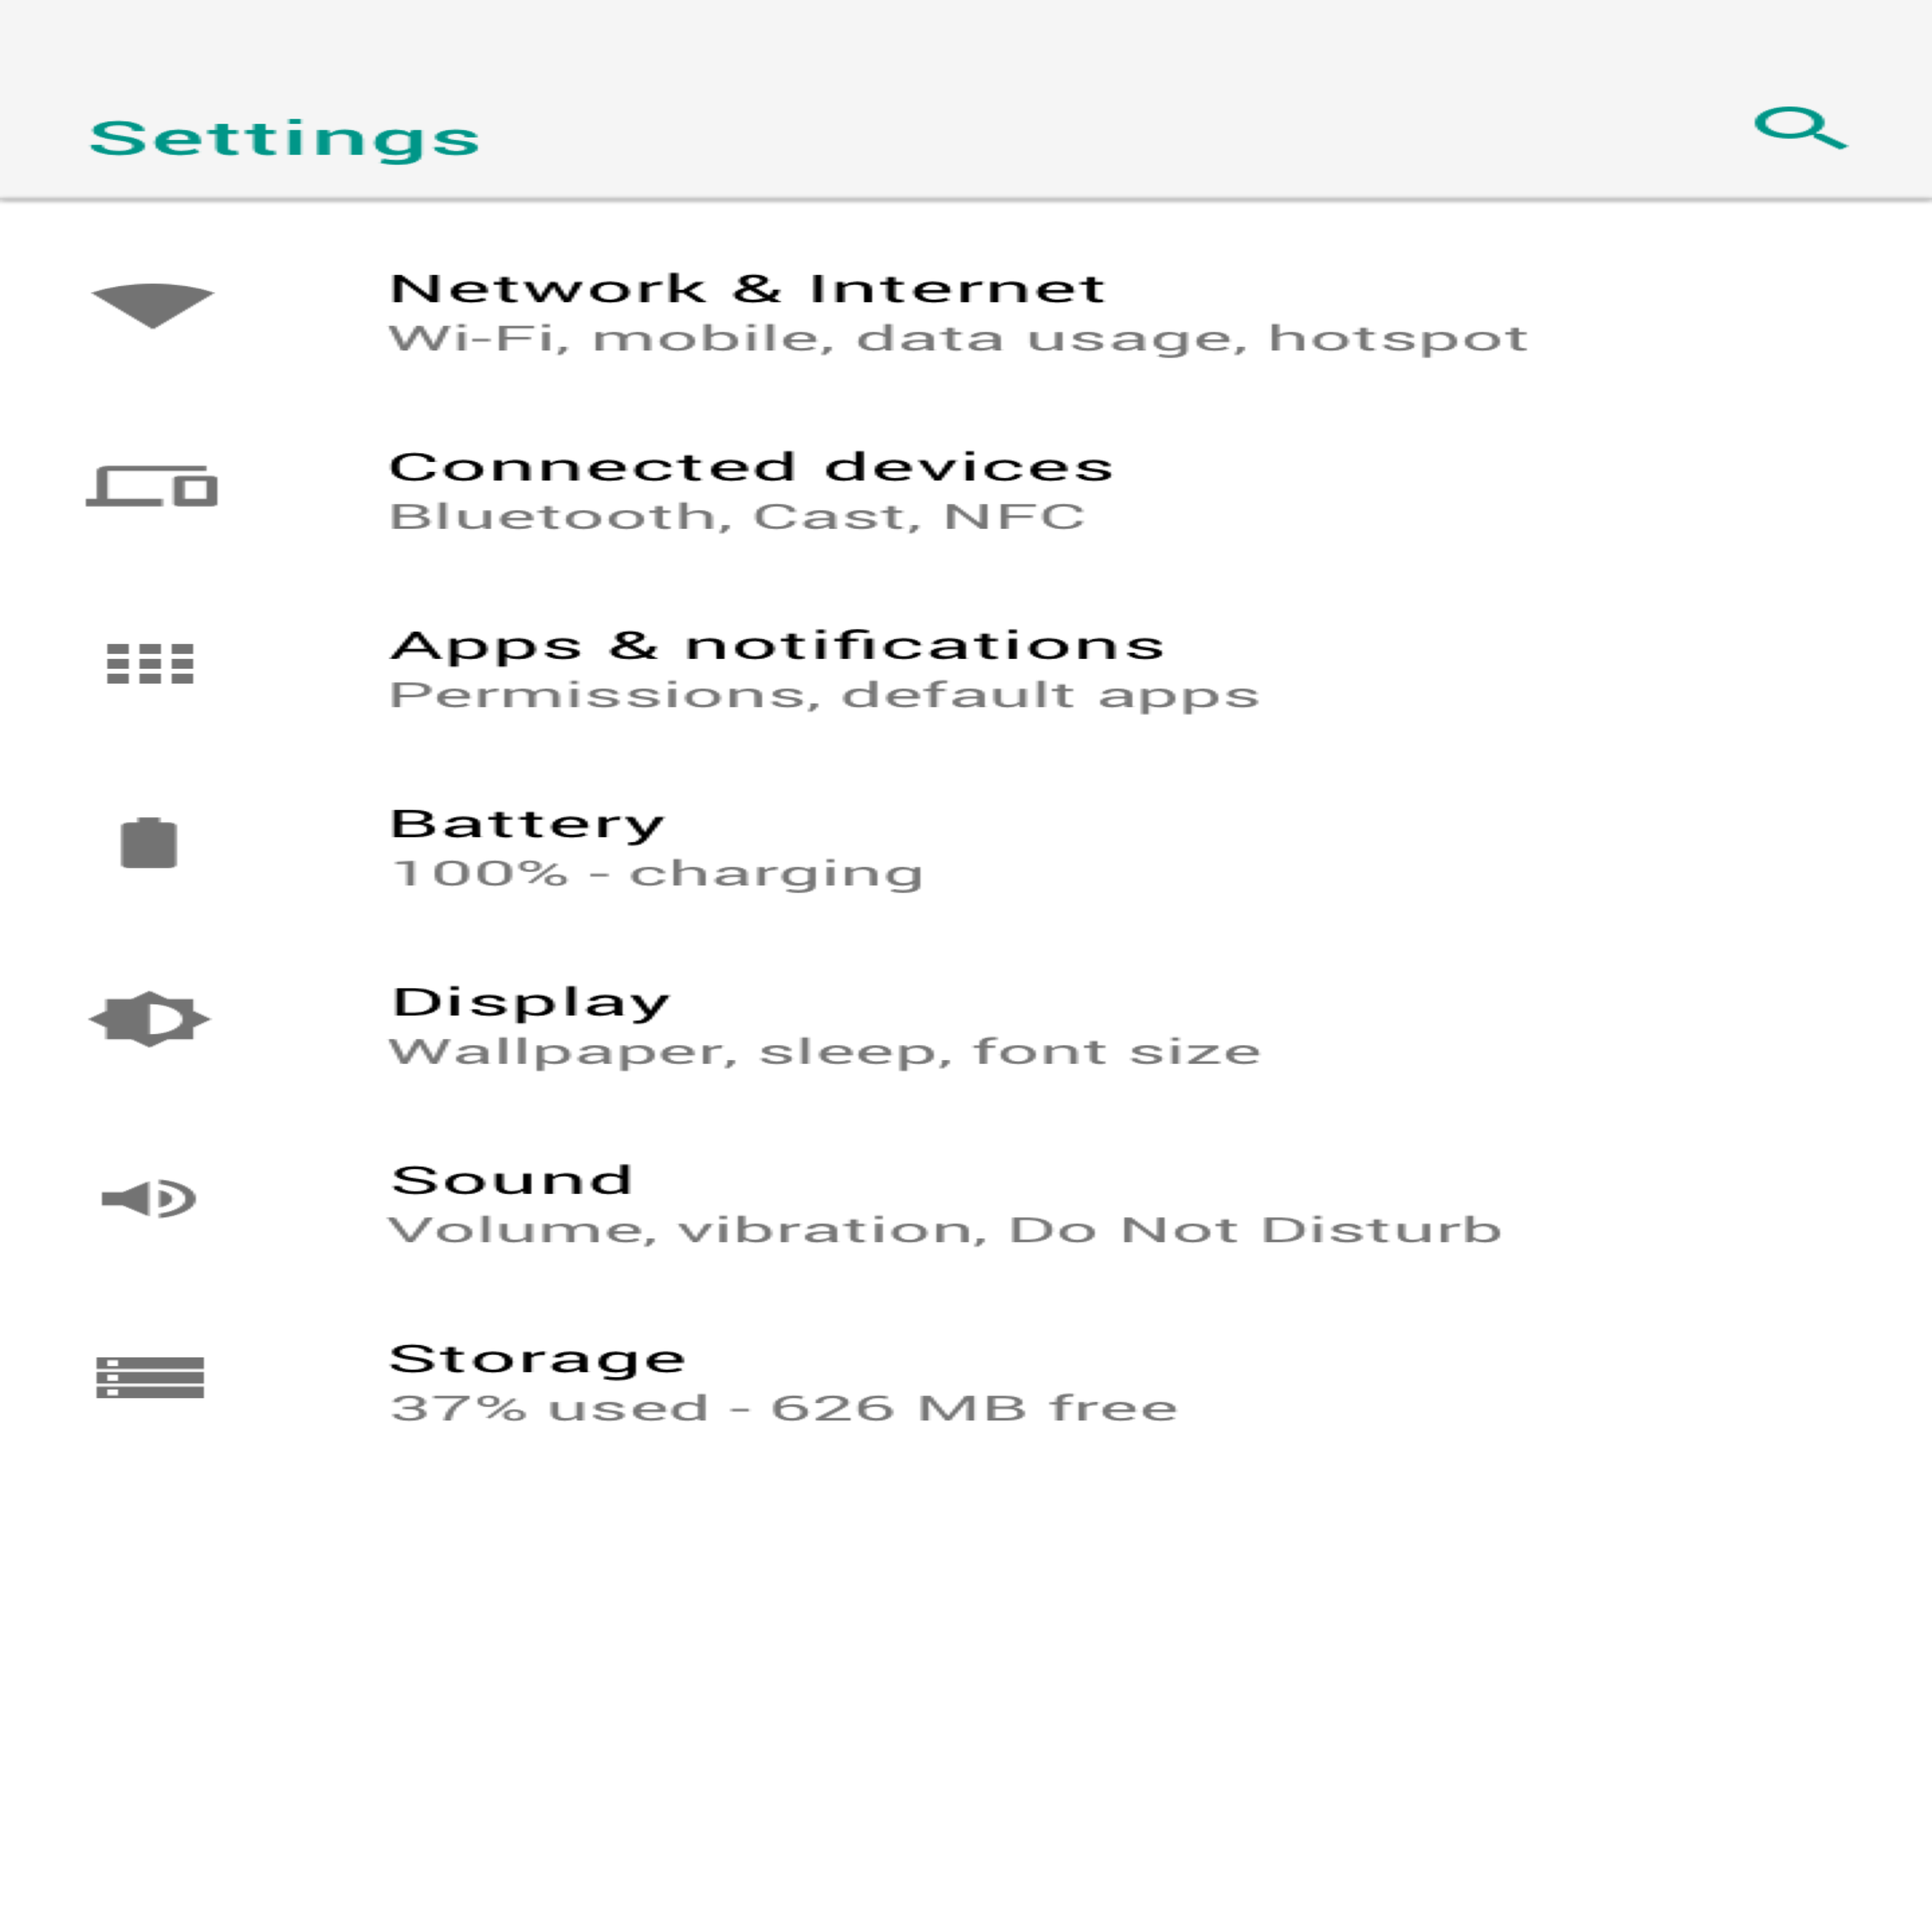 Settings
Network & Internet
Wi-Fi, mobile, data usage, hotspot
Connected devices
Bluetooth, Cast, NFC
Apps & notifications
Permissions, default apps
Battery
100% - charging
Display
Wallpaper, sleep, font size
Sound
Volume, vibration, Do Not Disturb
Storage
37% used - 626 MB free